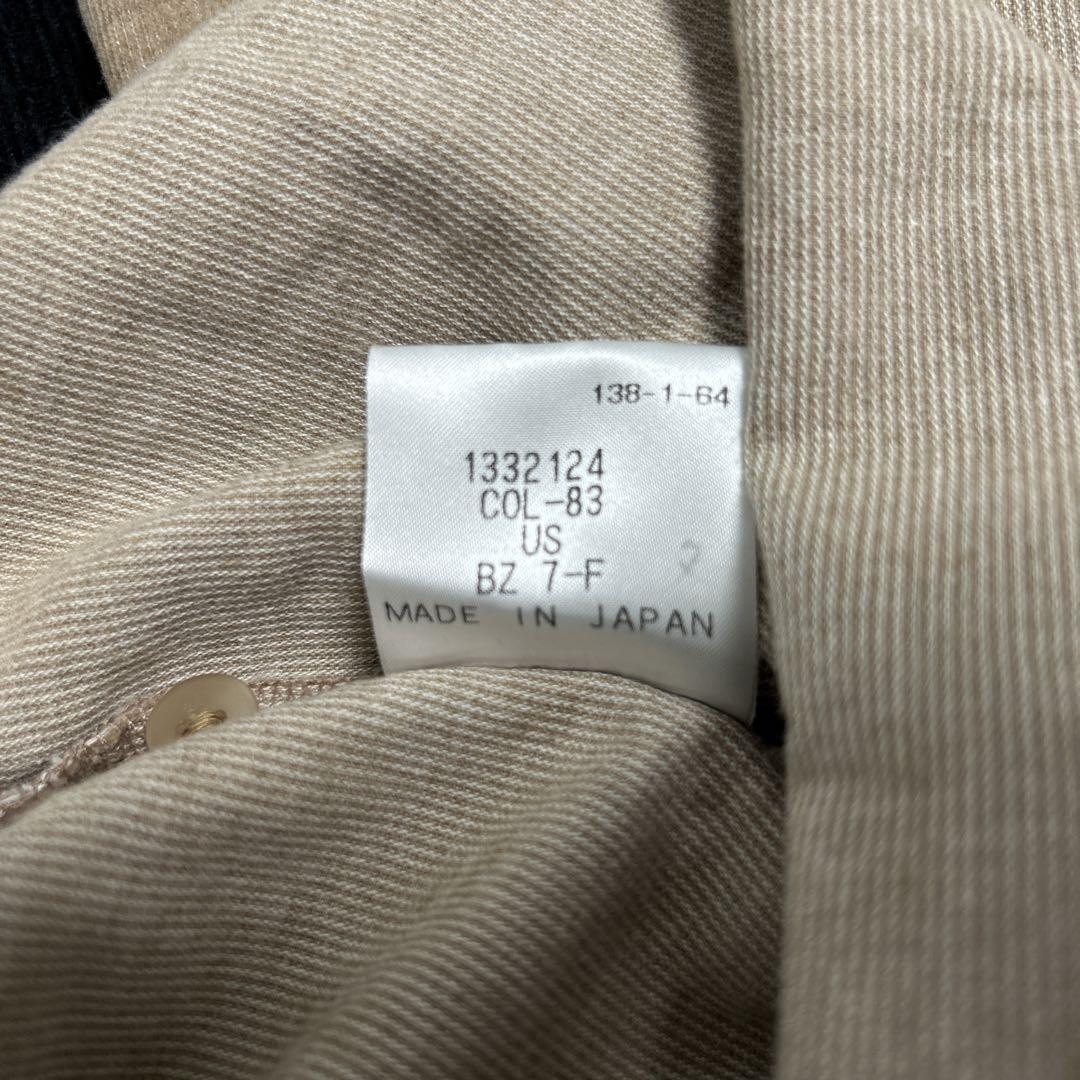 138-1-64
1332124
COL-83
US
BZ 7-F
MADE IN JAPAN